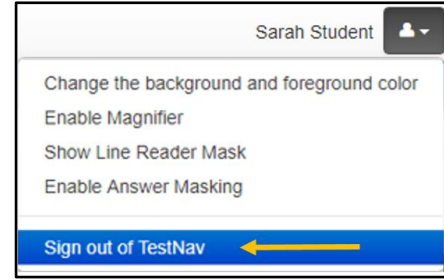 Sarah Student
Change the background and foreground color
Enable Magnifier
Show Line Reader Mask
Enable Answer Masking
Sign out of TestNav